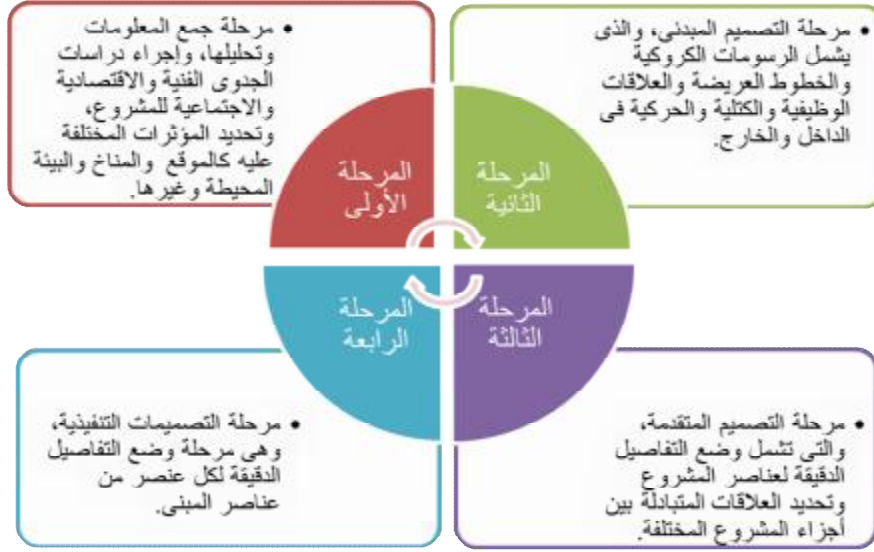 • مرحلة جمع المعلومات
وتحليلها، وإجراء دراسات
الجدوى الفنية والاقتصادية
والاجتماعية للمشروع،
وتحديد المؤثرات المختلفة
عليه كالموقع والمناخ والبيئة
المحيطة وغيرها.
المرحلة
الأولى
• مرحلة التصميم المبدئى، والذى
يشمل الرسومات الكروكية
والخطوط العريضة والعلاقات
الوظيفية والكتلية والحركية فى
الداخل والخارج.
المرحلة
الثانية
• مرحلة التصميم المتقدمة،
والتى تشمل وضع التفاصيل
الدقيقة لعناصر المشروع
وتحديد العلاقات المتبادلة بين
أجزاء المشروع المختلفة.
المرحلة
الثالثة
• مرحلة التصميمات التنفيذية،
وهى مرحلة وضع التفاصيل
الدقيقة لكل عنصر من
عناصر المبنى.
المرحلة
الرابعة